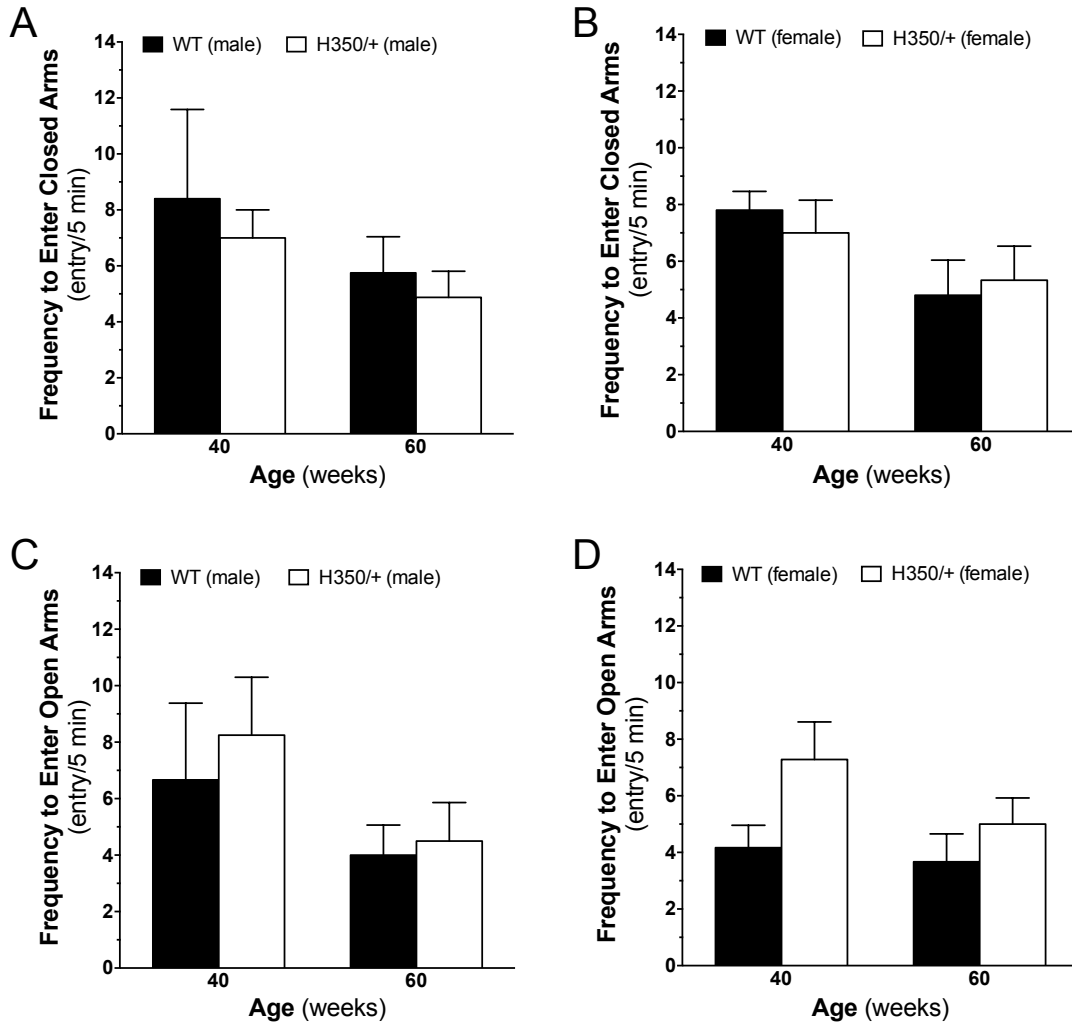 A
WT (male) H350/+ (male)
Frequency to Enter Closed Arms
(entry/5 min)
14
12
10
8
6
4
2
0
40 60
Age (weeks)
B
WT (female) H350/+ (female)
Frequency to Enter Closed Arms
(entry/5 min)
14
12
10
8
6
4
2
0
40 60
Age (weeks)
C
WT (male) H350/+ (male)
Frequency to Enter Open Arms
(entry/5 min)
14
12
10
8
6
4
2
0
40 60
Age (weeks)
D
WT (female) H350/+ (female)
Frequency to Enter Open Arms
(entry/5 min)
14
12
10
8
6
4
2
0
40 60
Age (weeks)